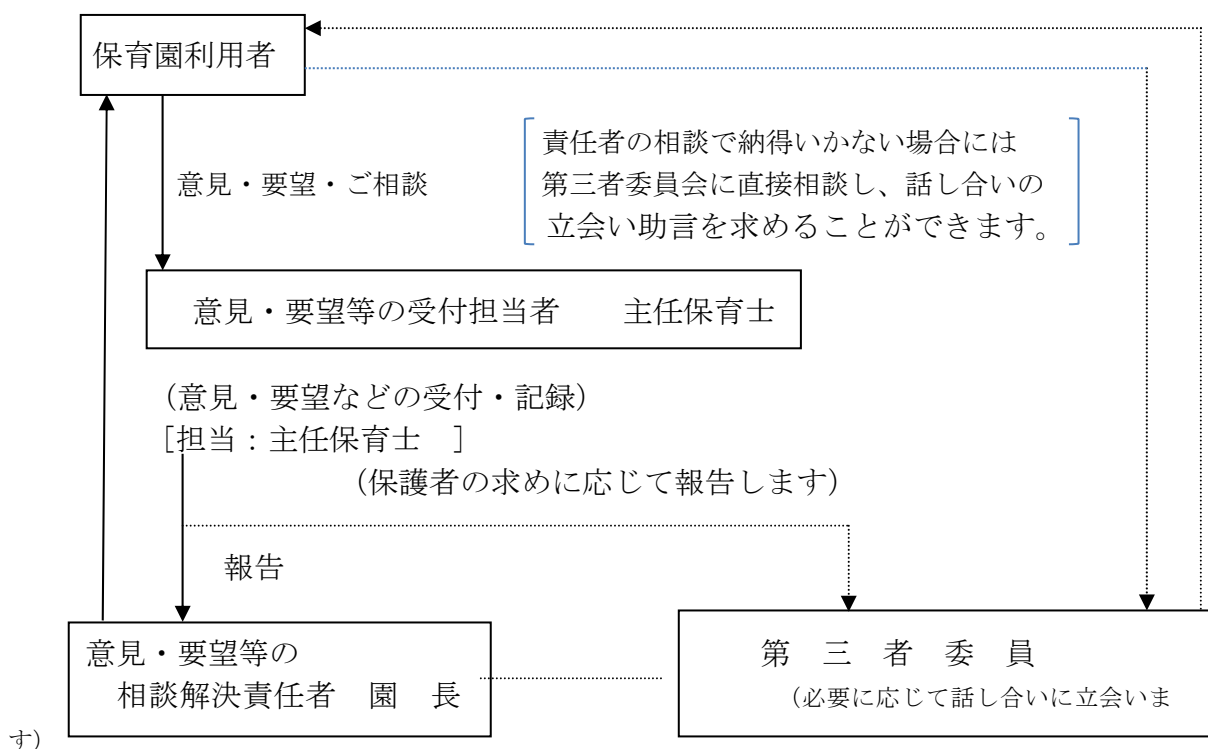 保育園利用者
責任者の相談で納得いかない場合には
第三者委員会に直接相談し、話し合いの
立会い助言を求めることができます。
意見・要望・ご相談
意見・要望等の受付担当者　　主任保育士
（意見・要望などの受付・記録）
［担当：主任保育士　］
（保護者の求めに応じて報告します）
報告
意見・要望等の
相談解決責任者　園　長
第　三　者　委　員
（必要に応じて話し合いに立会いま
す）